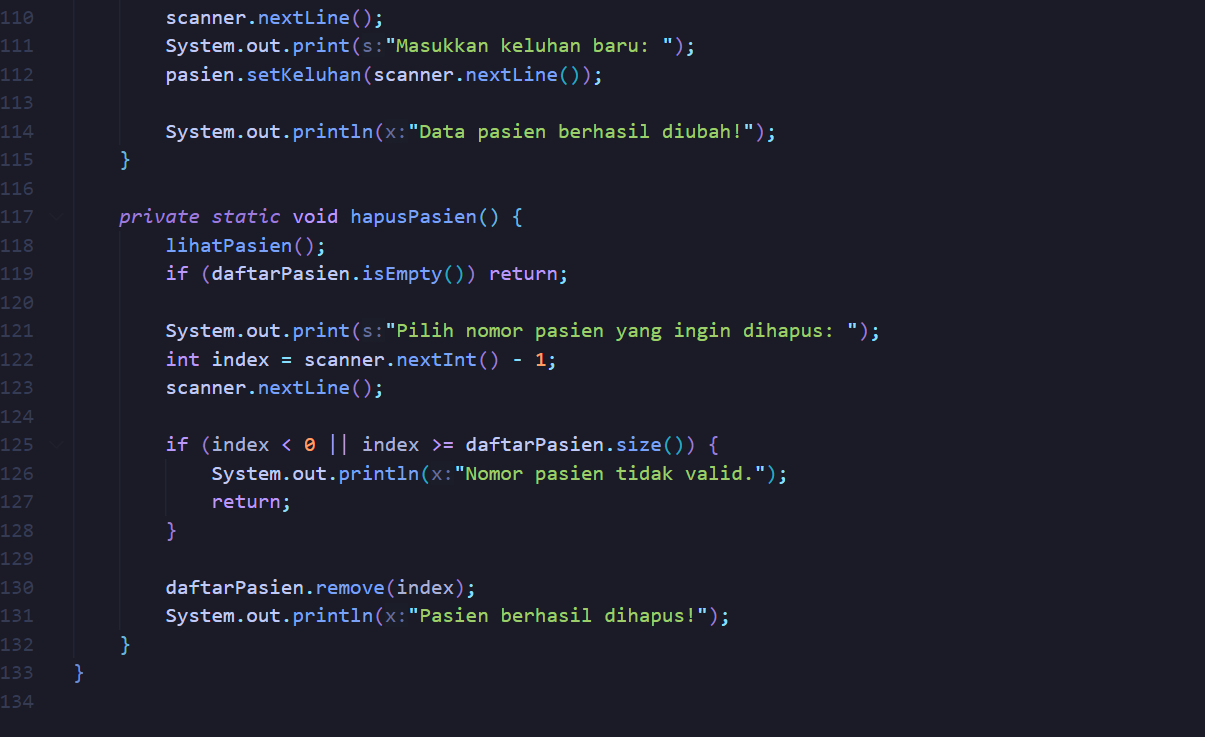 110 scanner.nextLine();
111 System.out.print(s:"Masukkan keluhan baru: ");
112 pasien.setKeluhan(scanner.nextLine());
113
114 System.out.println(x:"Data pasien berhasil diubah!");
115 }
116
117 private static void hapusPasien() {
118 lihatPasien();
119 if (daftarPasien.isEmpty()) return;
120
121 System.out.print(s:"Pilih nomor pasien yang ingin dihapus: ");
122 int index = scanner.nextInt() - 1;
123 scanner.nextLine();
124
125 if (index < 0 || index >= daftarPasien.size()) {
126 System.out.println(x:"Nomor pasien tidak valid.");
127 return;
128 }
129
130 daftarPasien.remove(index);
131 System.out.println(x:"Pasien berhasil dihapus!");
132 }
133 }
134